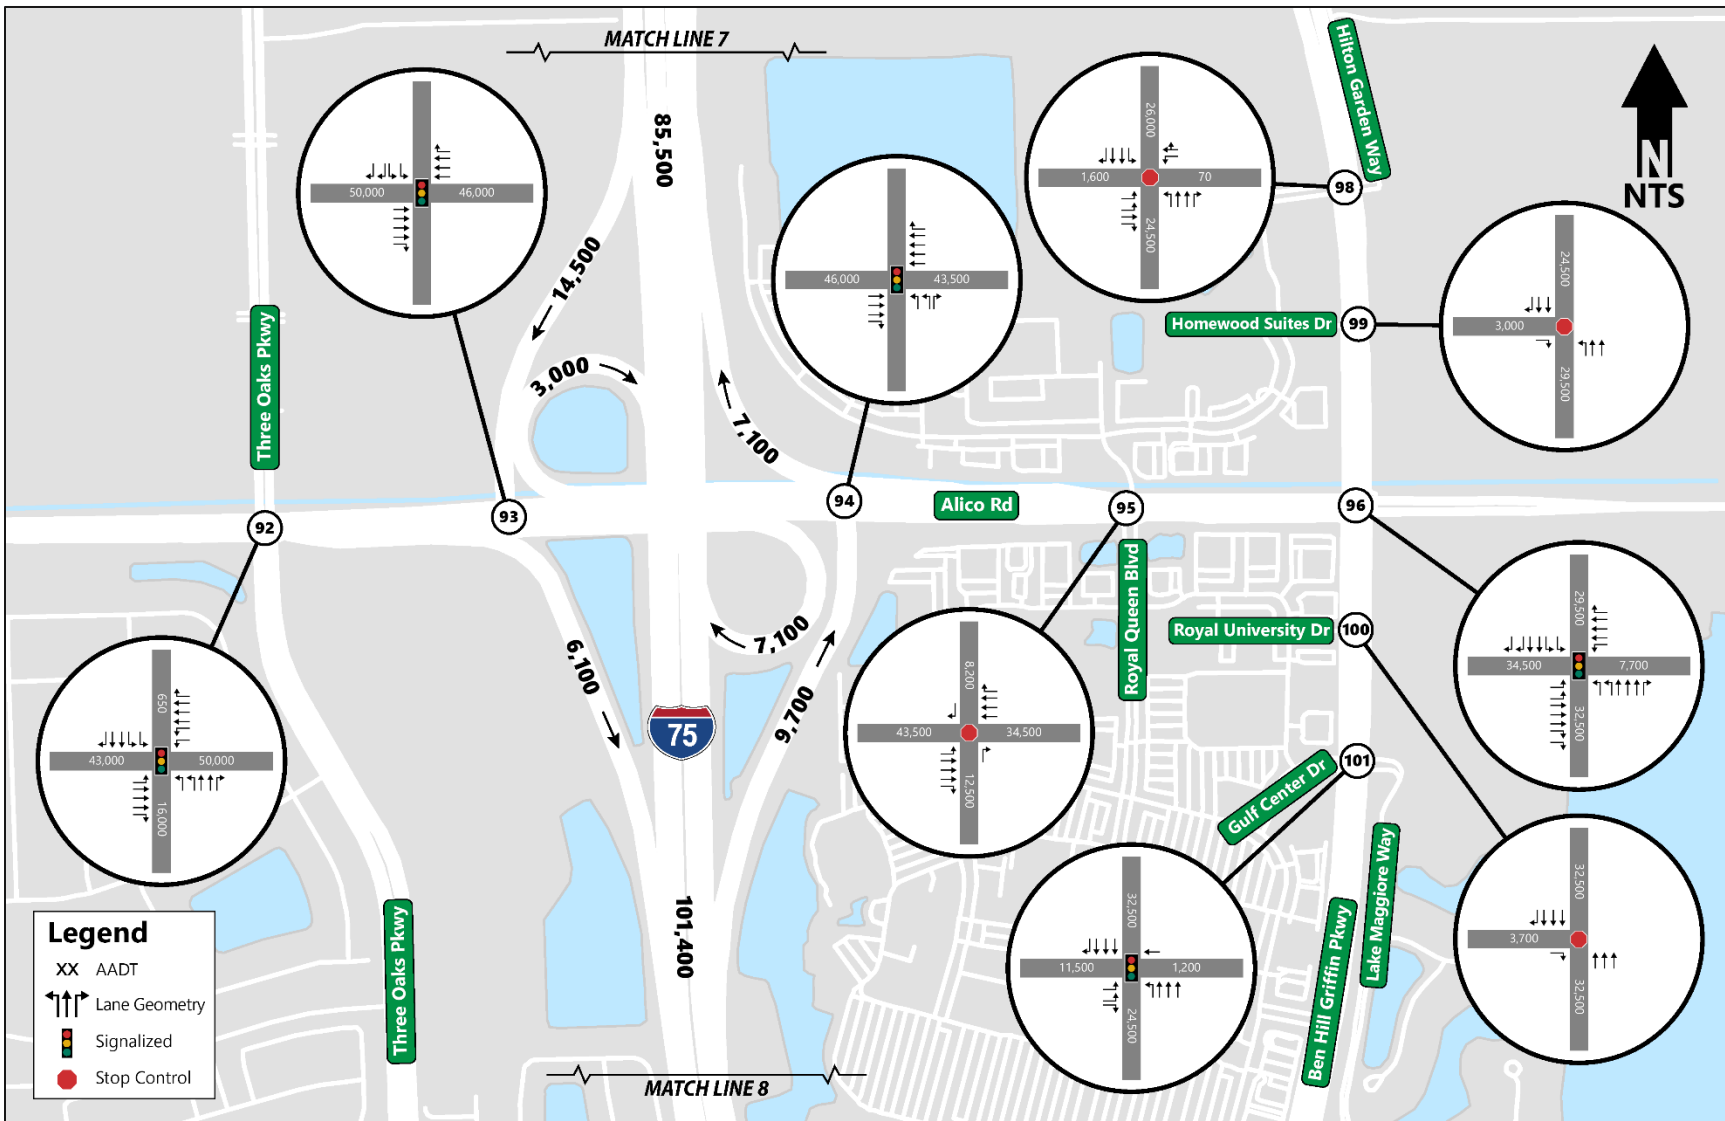 MATCH LINE 7
Hilton Garden Way
N
NTS
85,500
50,000
46,000
46,000
43,500
26,000
1,600
70
24,500
98
24,500
3,000
29,500
Homewood Suites Dr
99
14,500
3,000
7,100
Three Oaks Pkwy
92
93
94
Alico Rd
95
96
Royal Queen Blvd
Royal University Dr
100
6,100
7,700
9,700
75
650
43,000
50,000
16,000
8,200
43,500
34,500
12,500
29,500
34,500
7,700
32,500
Gulf Center Dr
101
32,500
11,500
1,200
24,500
32,500
3,700
32,500
Lake Maggiore Way
Ben Hill Griffin Pkwy
101,400
Three Oaks Pkwy
Legend
XX AADT
Lane Geometry
Signalized
Stop Control
MATCH LINE 8